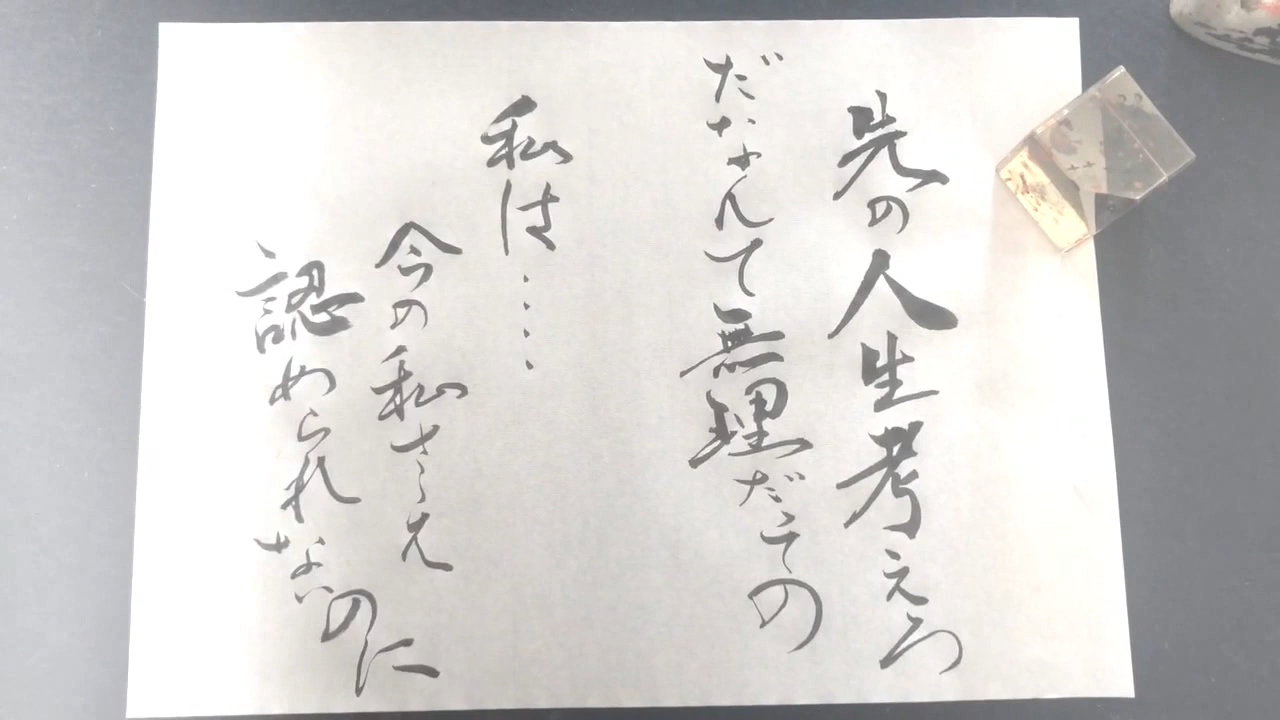 先の人生考えろ
だなんて無理だての
私は‥‥
今の私さえ
認められないのに